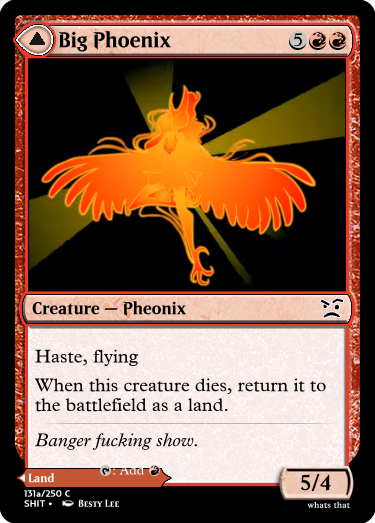 Big Phoenix 5
Creature — Pheonix
Haste, flying
When this creature dies, return it to
the battlefield as a land.
Banger fucking show.
Land : Add
5/4
131a/250 C
SHIT • Besty Lee
whats that